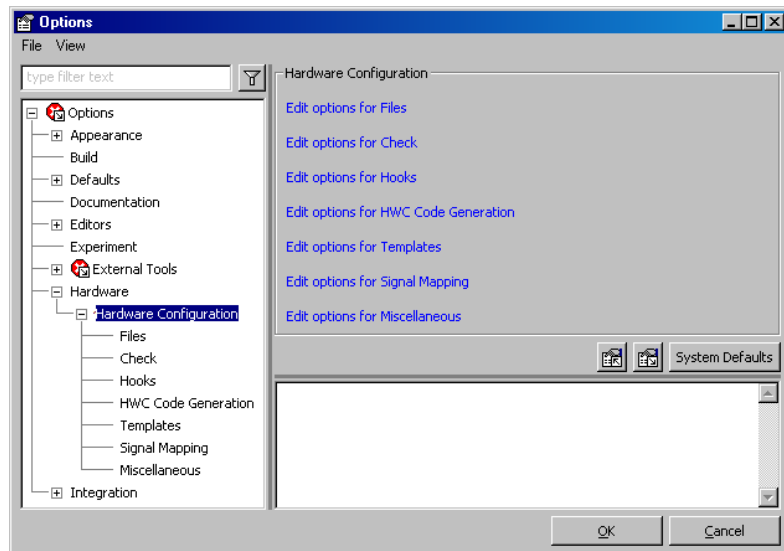 Options
File View
type filter text
Options
Appearance
Build
Defaults
Documentation
Editors
Experiment
External Tools
Hardware
Hardware Configuration
Files
Check
Hooks
HWC Code Generation
Templates
Signal Mapping
Miscellaneous
Integration
Hardware Configuration
Edit options for Files
Edit options for Check
Edit options for Hooks
Edit options for HWC Code Generation
Edit options for Templates
Edit options for Signal Mapping
Edit options for Miscellaneous
System Defaults
OK Cancel